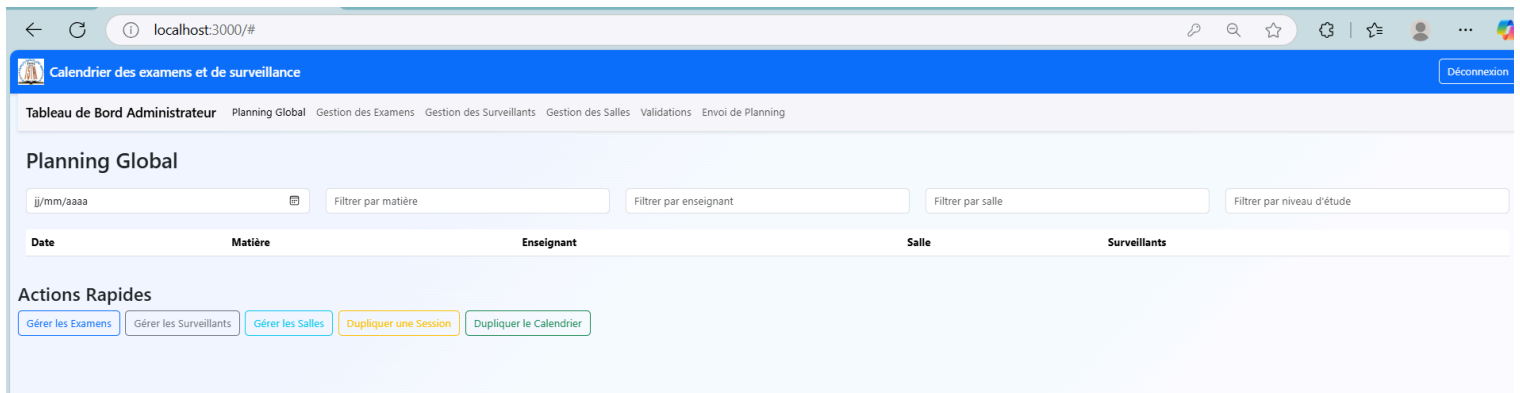 localhost:3000/#
Calendrier des examens et de surveillance
Déconnexion
Tableau de Bord Administrateur Planning Global Gestion des Examens Gestion des Surveillants Gestion des Salles Validations Envoi de Planning
Planning Global
jj/mm/aaaa Filtrer par matière Filtrer par enseignant Filtrer par salle Filtrer par niveau d'étude
Date Matière Enseignant Salle Surveillants
Actions Rapides
Gérer les Examens Gérer les Surveillants Gérer les Salles Dupliquer une Session Dupliquer le Calendrier